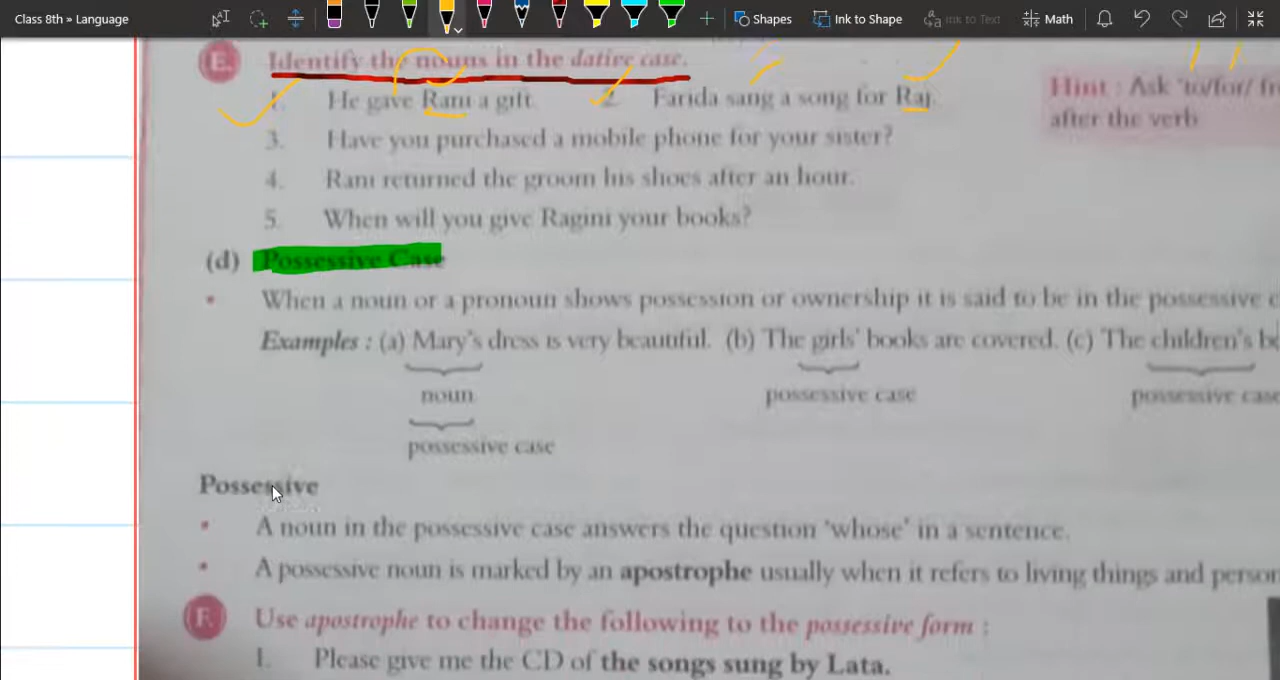 Class 8th » Language
Shapes
Ink to Shape
Ink to Text
Math
E. Identify the nouns in the dative case.
1. He gave Rani a gift. 2. Farida sang a song for Raj.
Hint : Ask 'to/for/ fr
after the verb
3. Have you purchased a mobile phone for your sister?
4. Rani returned the groom his shoes after an hour.
5. When will you give Ragini your books?
(d) Possessive Case
• When a noun or a pronoun shows possession or ownership it is said to be in the possessive c
Examples : (a) Mary's dress is very beautiful. (b) The girls' books are covered. (c) The children's b
noun possessive case possessive case
possessive case
Possessive
• A noun in the possessive case answers the question 'whose' in a sentence.
• A possessive noun is marked by an apostrophe usually when it refers to living things and person
F. Use apostrophe to change the following to the possessive form :
1. Please give me the CD of the songs sung by Lata.